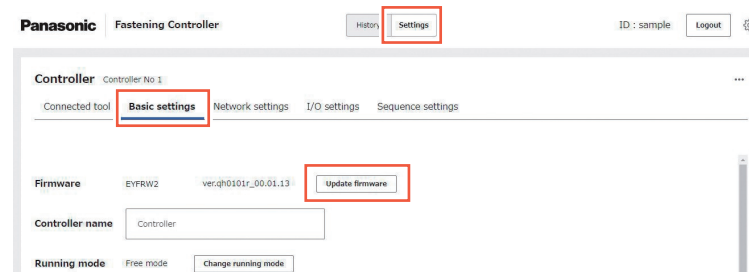 Panasonic Fastening Controller History Settings ID : sample Logout
Controller Controller No 1
Connected tool Basic settings Network settings I/O settings Sequence settings
Firmware EYFRW2 ver.qh0101r_00.01.13 Update firmware
Controller name Controller
Running mode Free mode Change running mode